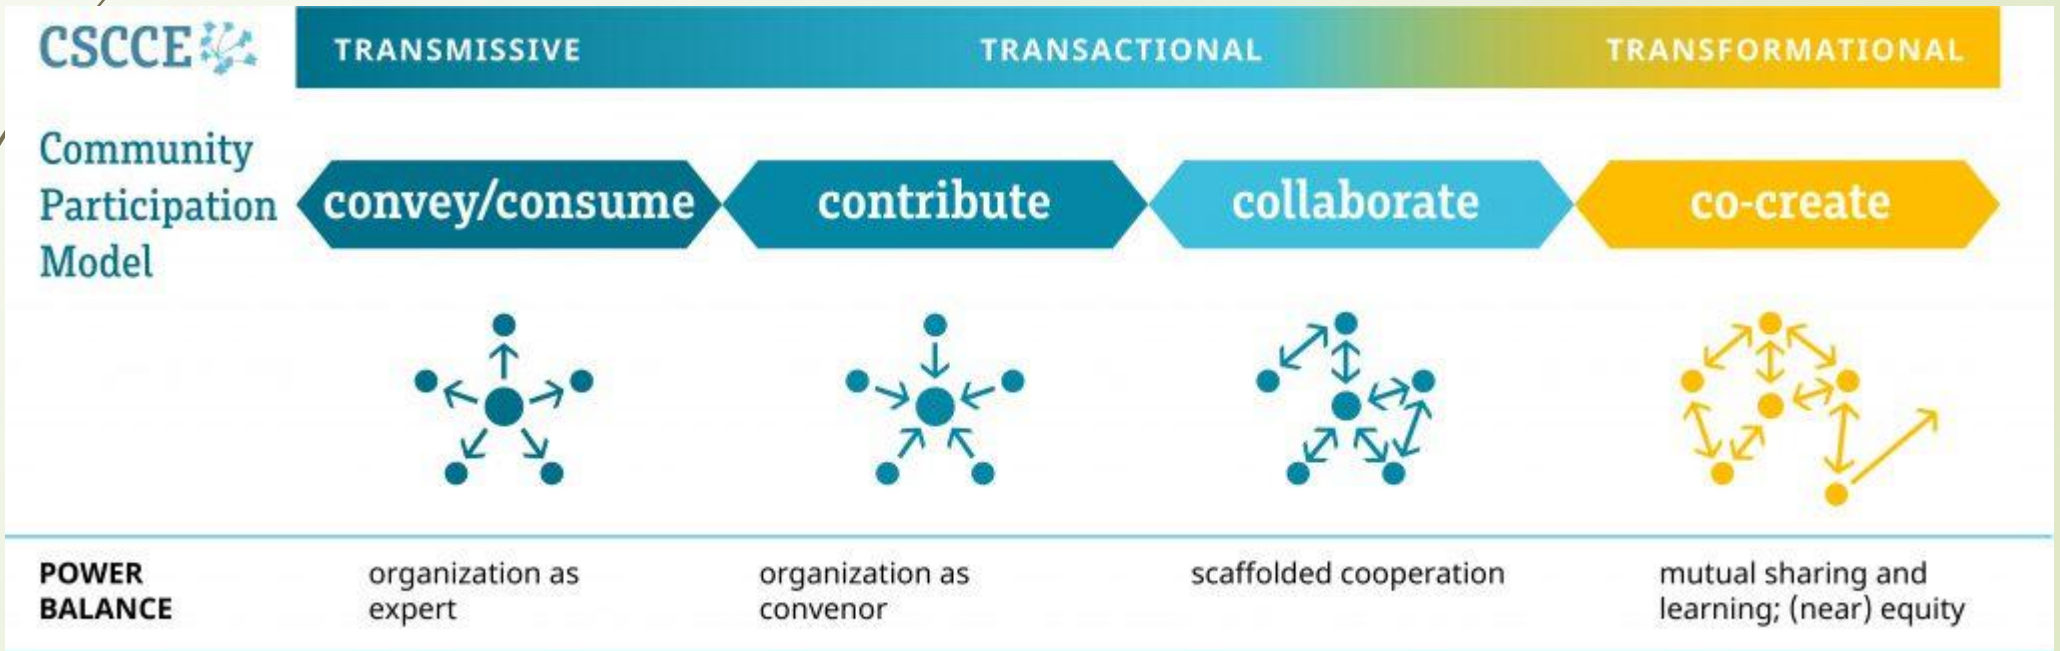 CSCCE
TRANSMISSIVE
TRANSACTIONAL
TRANSFORMATIONAL
Community
Participation
Model
convey/consume
contribute
collaborate
co-create
POWER
BALANCE
organization as
expert
organization as
convenor
scaffolded cooperation
mutual sharing and
learning; (near) equity